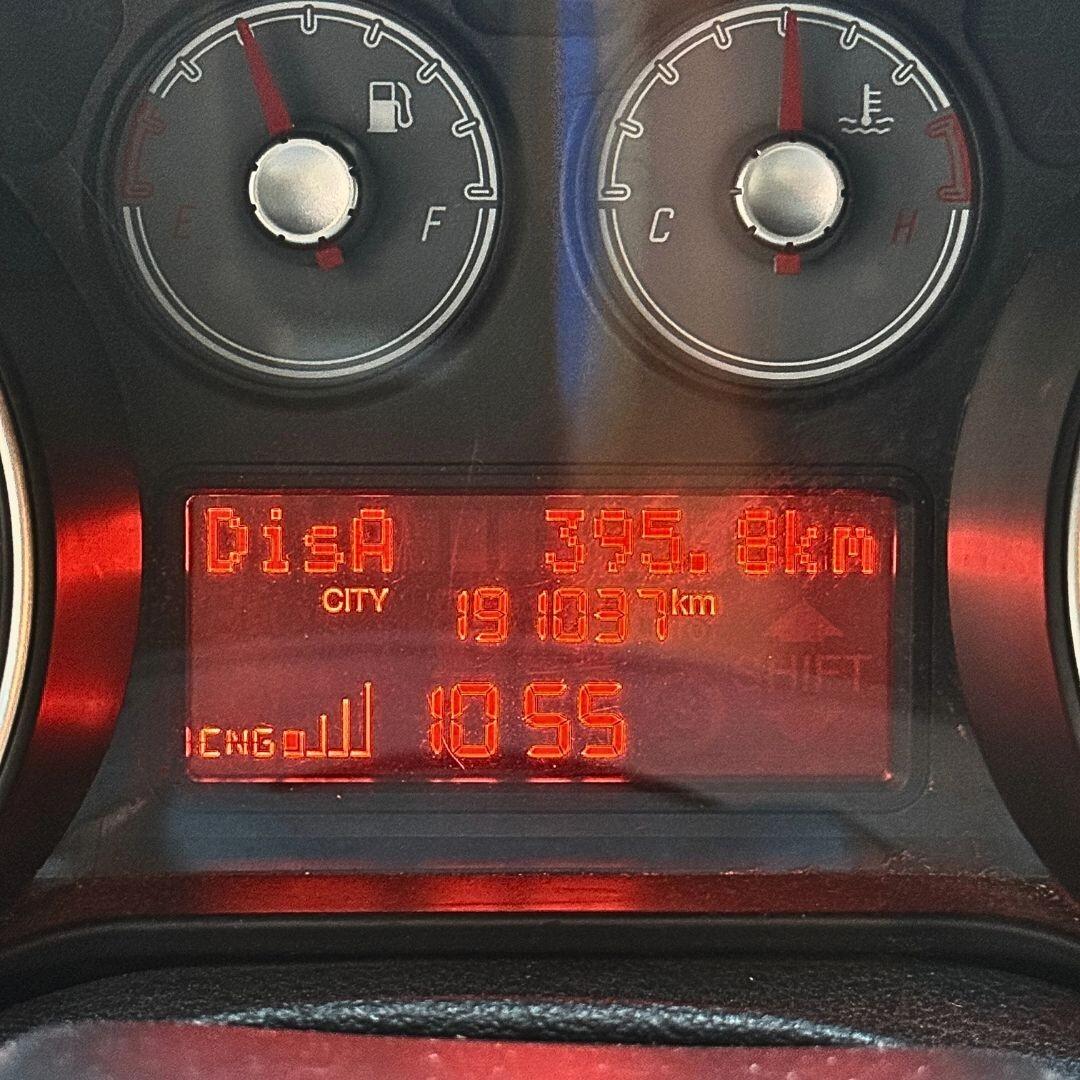 E F
C H
DisA 395.8km
CITY 191037km
SHIFT
CNG 10 55